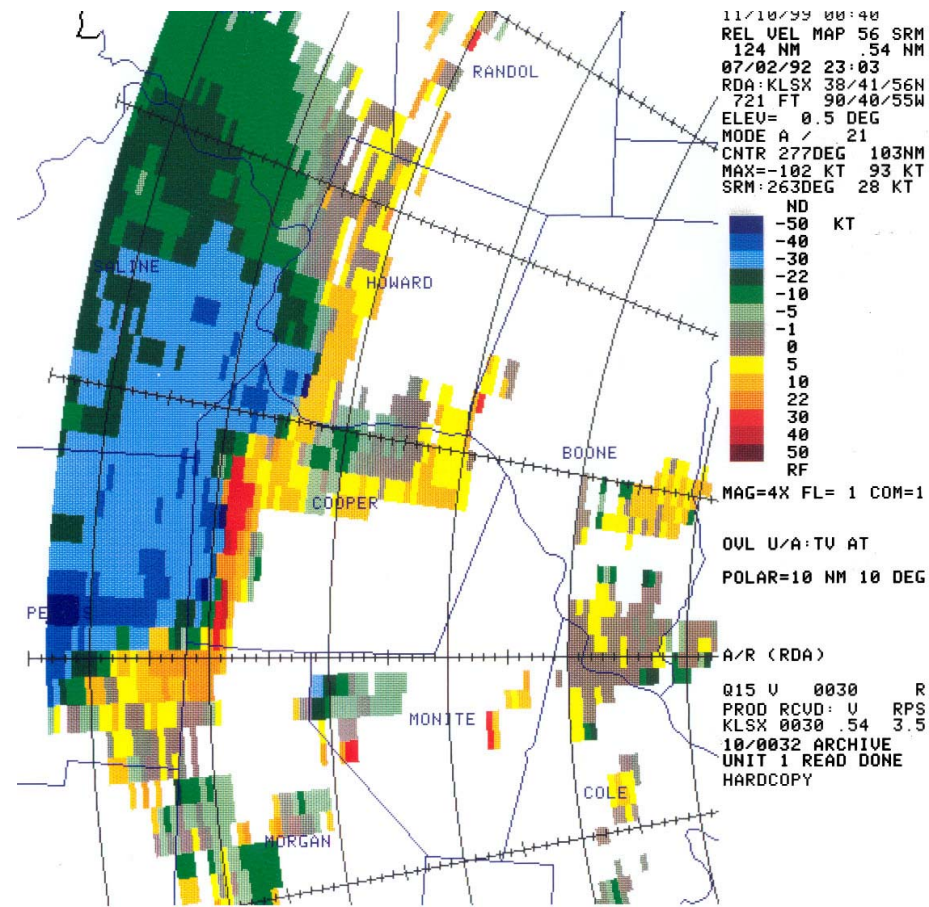 11/10/99 00:40
REL VEL MAP 56 SRM
124 NM .54 NM
07/02/92 23:03
RDA:KLSX 38/41/56N
721 FT 90/40/55W
ELEV= 0.5 DEG
MODE A / 21
CNTR 277DEG 103NM
MAX=-102 KT 93 KT
SRM:263DEG 28 KT
ND
-50 KT
-40
-30
-22
-10
-5
-1
0
5
10
22
30
40
50
RF
MAG=4X FL= 1 COM=1
OVL U/A:TV AT
POLAR=10 NM 10 DEG
A/R (RDA)
Q15 V 0030 R
PROD RCVD: V RPS
KLSX 0030 .54 3.5
10/0032 ARCHIVE
UNIT 1 READ DONE
HARDCOPY
RANDOL
SALINE
HOWARD
BOONE
COOPER
MONITE
COLE
MORGAN